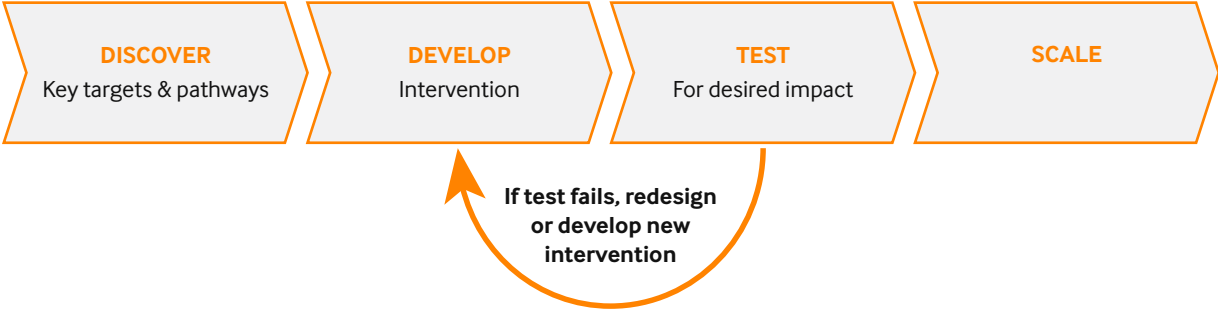 DISCOVER
Key targets & pathways
DEVELOP
Intervention
TEST
For desired impact
SCALE
If test fails, redesign
or develop new
intervention